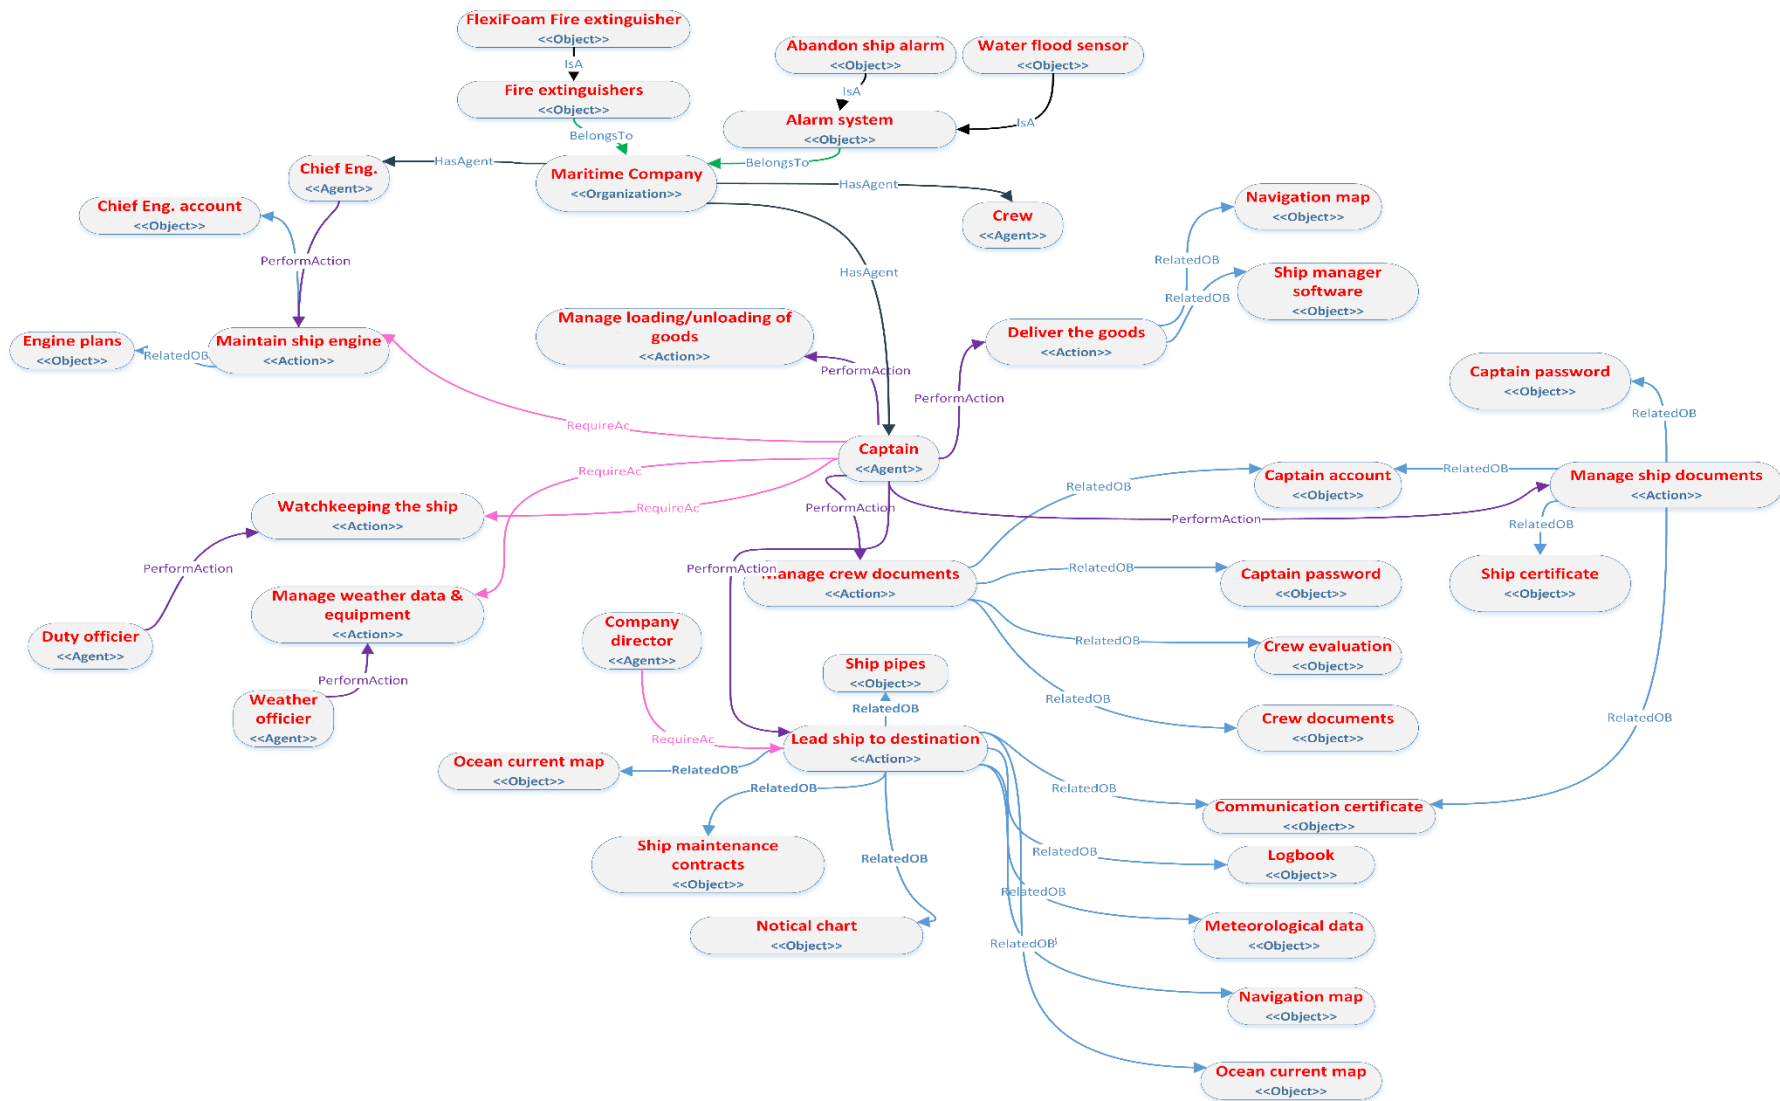 FlexiFoam Fire extinguisher
<<Object>>
IsA
Abandon ship alarm
<<Object>>
Water flood sensor
<<Object>>
Fire extinguishers
<<Object>>
IsA
IsA
Alarm system
<<Object>>
BelongsTo
BelongsTo
Chief Eng.
<<Agent>>
HasAgent
Maritime Company
<<Organization>>
HasAgent
Crew
<<Agent>>
Navigation map
<<Object>>
Chief Eng. account
<<Object>>
PerformAction
HasAgent
RelatedOB
RelatedOB
Ship manager
software
<<Object>>
Manage loading/unloading of
goods
<<Action>>
Deliver the goods
<<Action>>
Engine plans
<<Object>>
RelatedOB
Maintain ship engine
<<Action>>
PerformAction
PerformAction
Captain password
<<Object>>
RelatedOB
RequireAc
Captain
<<Agent>>
RequireAc
RequireAc
PerformAction
RelatedOB
Captain account
<<Object>>
RelatedOB
Manage ship documents
<<Action>>
PerformAction
RelatedOB
Watchkeeping the ship
<<Action>>
PerformAction
PerformAction
Manage crew documents
<<Action>>
RelatedOB
Captain password
<<Object>>
Ship certificate
<<Object>>
Manage weather data &
equipment
<<Action>>
Duty officier
<<Agent>>
Company
director
<<Agent>>
RelatedOB
Crew evaluation
<<Object>>
PerformAction
Weather
officier
<<Agent>>
Ship pipes
<<Object>>
RelatedOB
RelatedOB
Crew documents
<<Object>>
RelatedOB
RequireAc
Lead ship to destination
<<Action>>
Ocean current map
<<Object>>
RelatedOB
RelatedOB
RelatedOB
Communication certificate
<<Object>>
Ship maintenance
contracts
<<Object>>
RelatedOB
RelatedOB
Logbook
<<Object>>
RelatedOB
Notical chart
<<Object>>
Meteorological data
<<Object>>
RelatedOB
Navigation map
<<Object>>
Ocean current map
<<Object>>